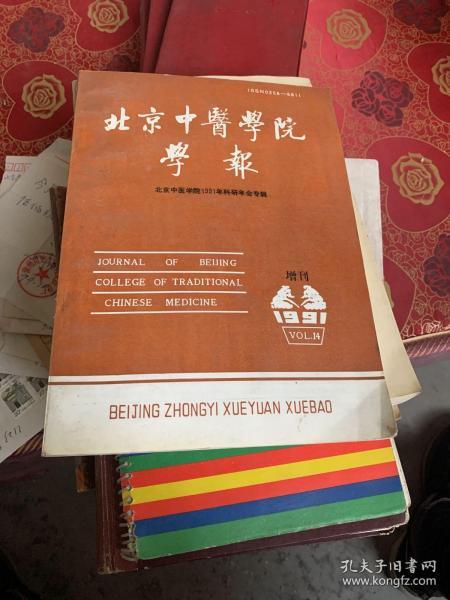 ISSN0258-8811
北京中醫學院
學報
北京中医学院1991年科研年会专辑
JOURNAL OF BEIJING
COLLEGE OF TRADITIONAL
CHINESE MEDICINE
增刊
1991
VOL.14
BEIJING ZHONGYI XUEYUAN XUEBAO
孔夫子旧书网
www.kongfz.com